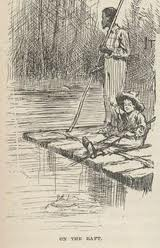 ON THE RAFT.